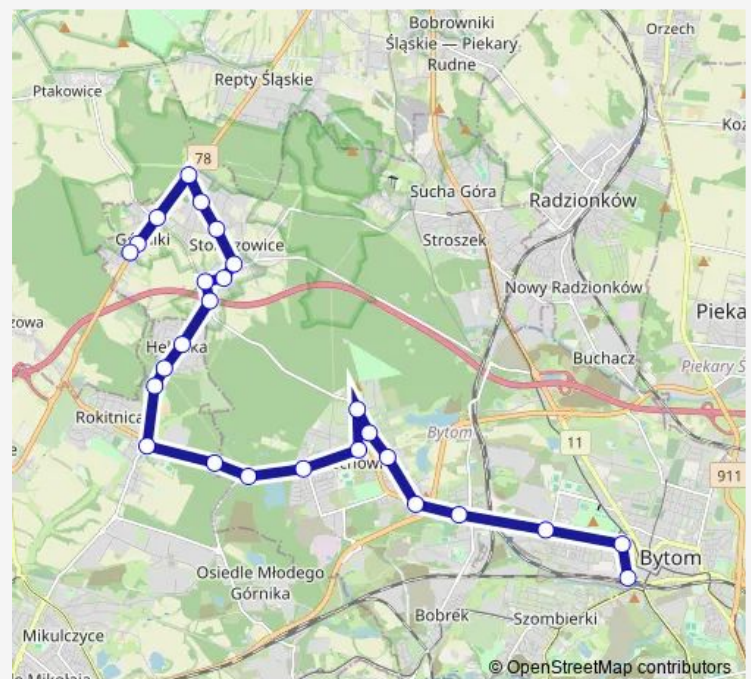 Bobrowniki
Śląskie — Piekary
Rudne
Orzech
Repty Śląskie
Ptakowice
78
Sucha Góra
Radzionków
Stroszek
Nowy Radzionków
Pieka
Buchacz
Piekary S
Rokitnica
Bytom
11
911
Osiedle Młodego
Górnika
Bytom
Bobrek
Szombierki
Mikulczyce
© OpenStreetMap contributors